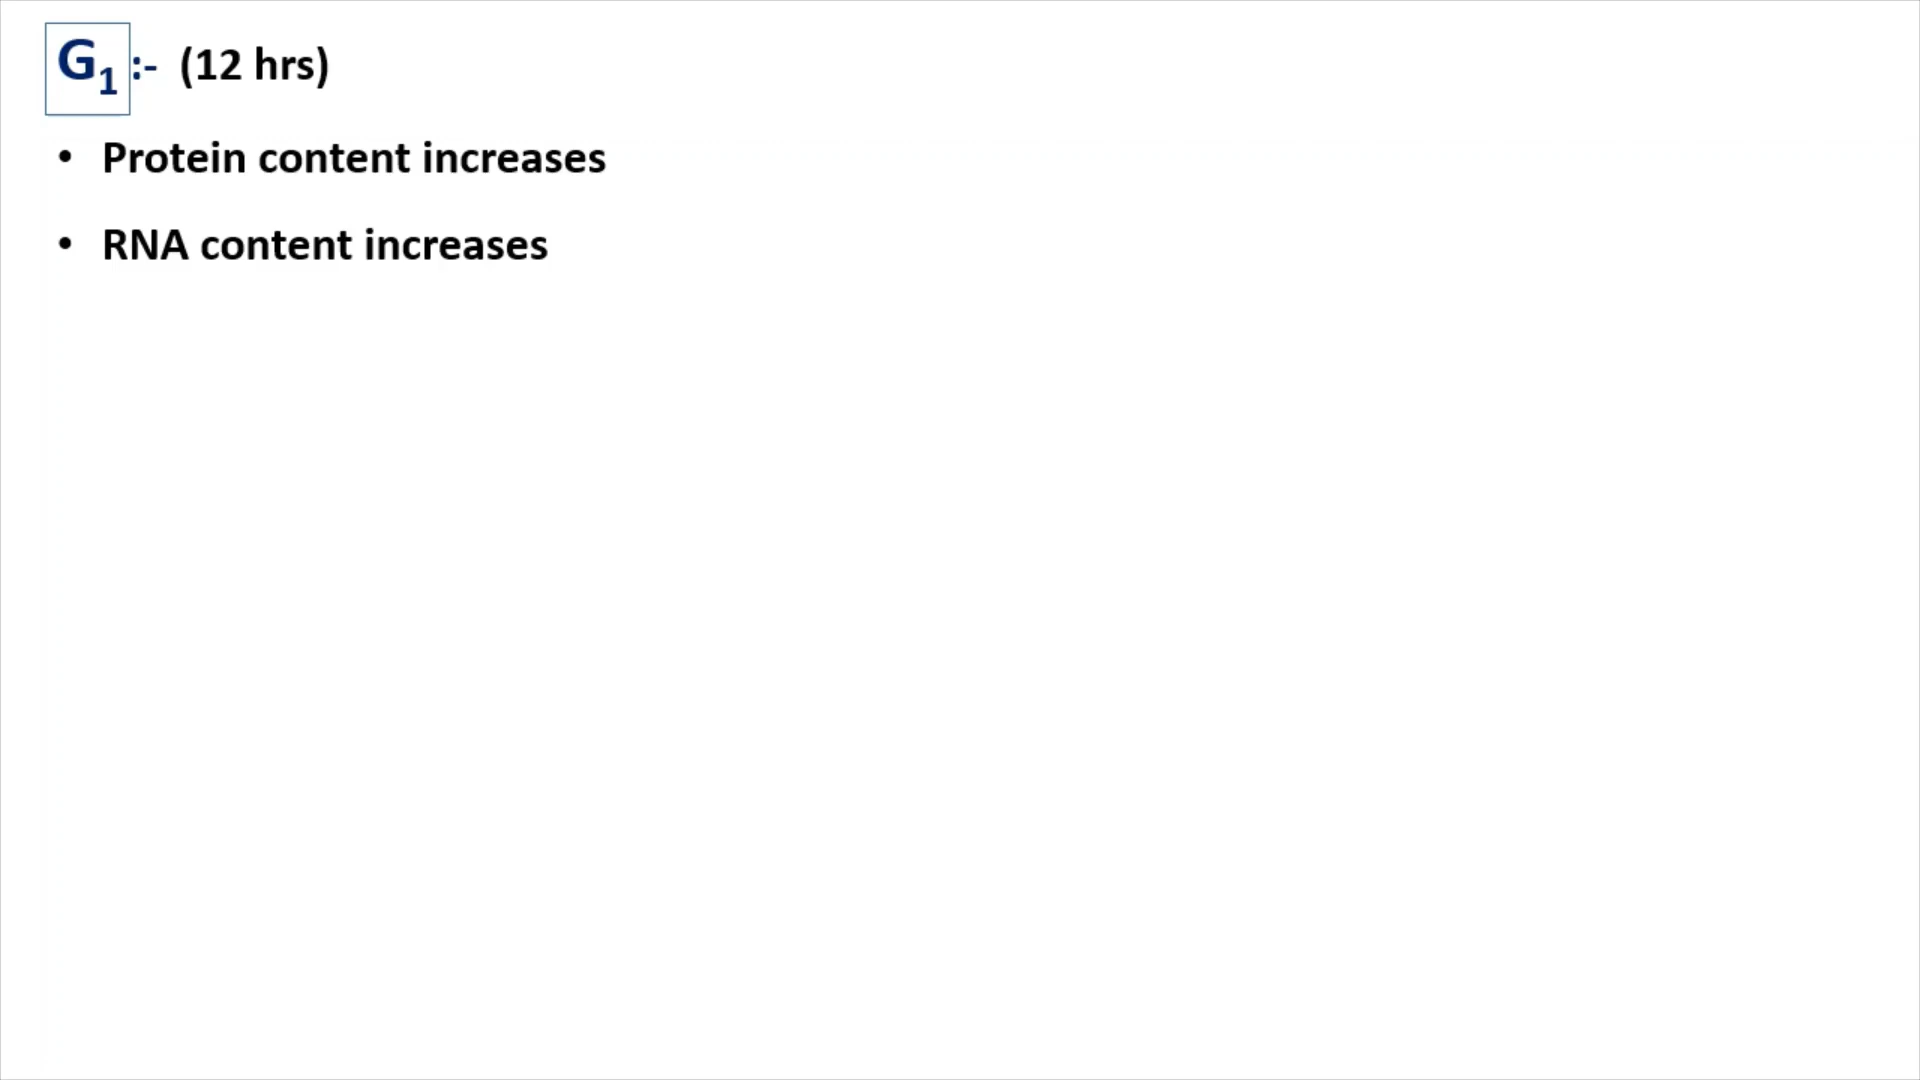 G₁:- (12 hrs)
• Protein content increases
• RNA content increases